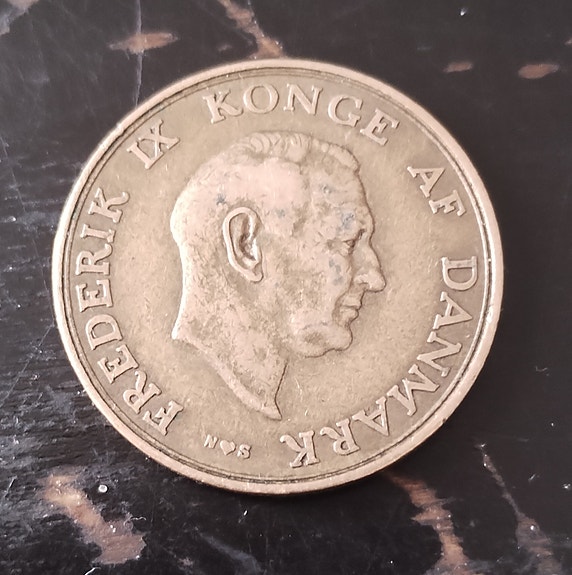 FREDERIK IX KONGE AF DANMARK
N♥S